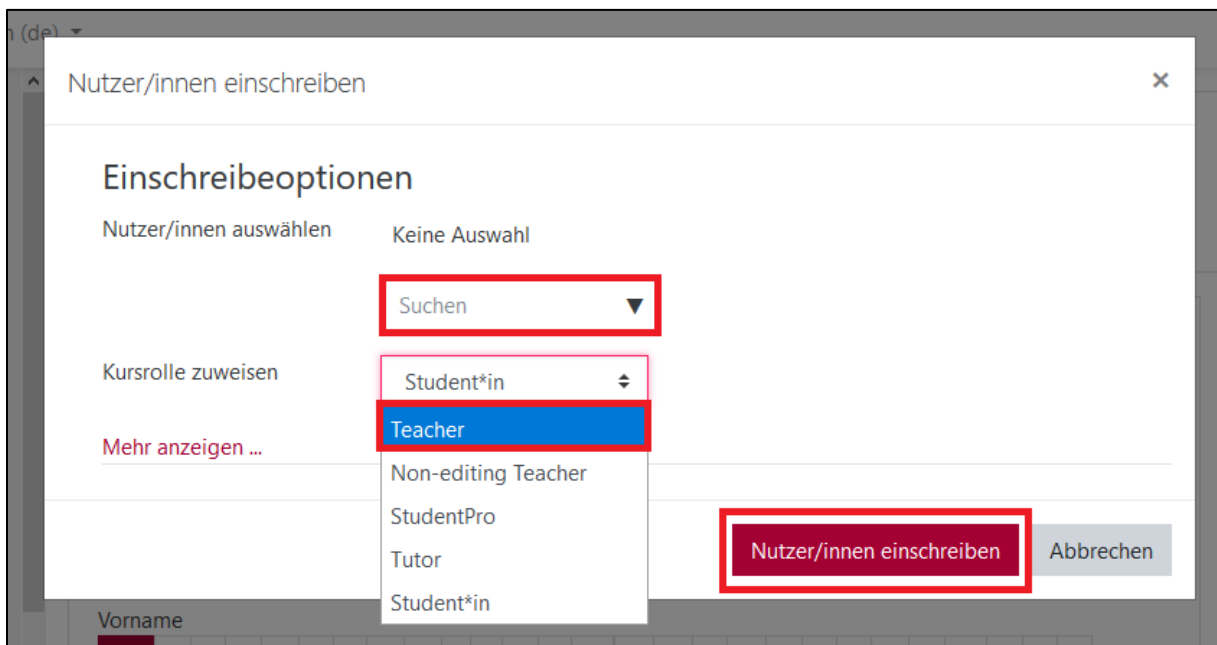 (de)
Nutzer/innen einschreiben
×
Einschreibeoptionen
Nutzer/innen auswählen
Keine Auswahl
Suchen ▼
Kursrolle zuweisen
Student*in
Teacher
Mehr anzeigen ...
Non-editing Teacher
StudentPro
Tutor
Student*in
Nutzer/innen einschreiben
Abbrechen
Vorname